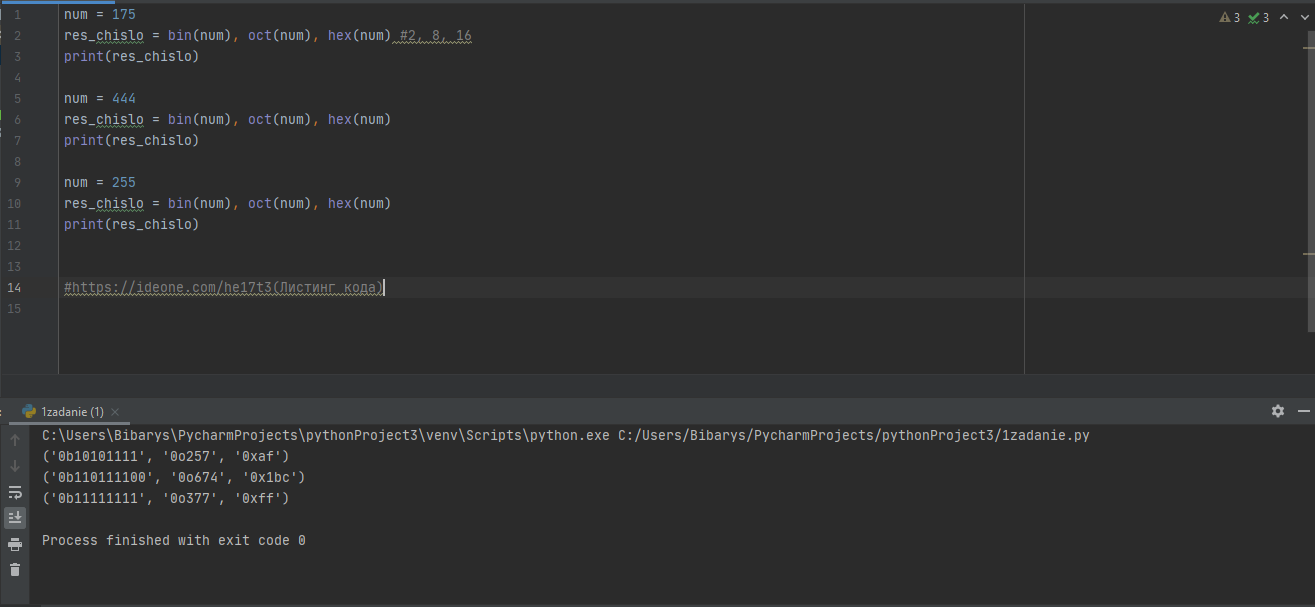 1 num = 175
2 res_chislo = bin(num), oct(num), hex(num) #2, 8, 16
3 print(res_chislo)
4
5 num = 444
6 res_chislo = bin(num), oct(num), hex(num)
7 print(res_chislo)
8
9 num = 255
10 res_chislo = bin(num), oct(num), hex(num)
11 print(res_chislo)
12
13
14 #https://ideone.com/he17t3(Листинг кода)
15
3 3
1zadanie (1)
C:\Users\Bibarys\PycharmProjects\pythonProject3\venv\Scripts\python.exe C:/Users/Bibarys/PycharmProjects/pythonProject3/1zadanie.py
('0b10101111', '0o257', '0xaf')
('0b110111100', '0o674', '0x1bc')
('0b11111111', '0o377', '0xff')
Process finished with exit code 0